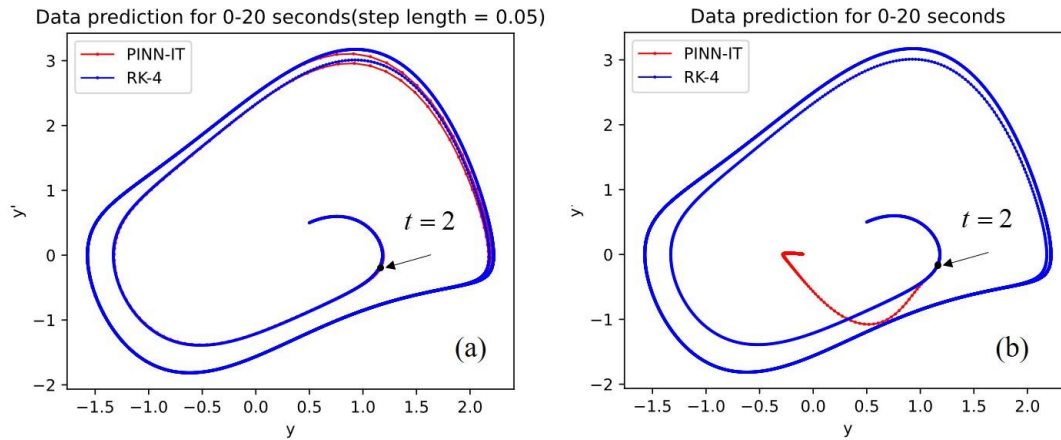 Data prediction for 0-20 seconds(step length = 0.05)
PINN-IT
RK-4
3
2
1
0
−1
−2
y'
t = 2
(a)
−1.5 −1.0 −0.5 0.0 0.5 1.0 1.5 2.0
y
Data prediction for 0-20 seconds
PINN-IT
RK-4
3
2
1
0
−1
−2
y'
t = 2
(b)
−1.5 −1.0 −0.5 0.0 0.5 1.0 1.5 2.0
y